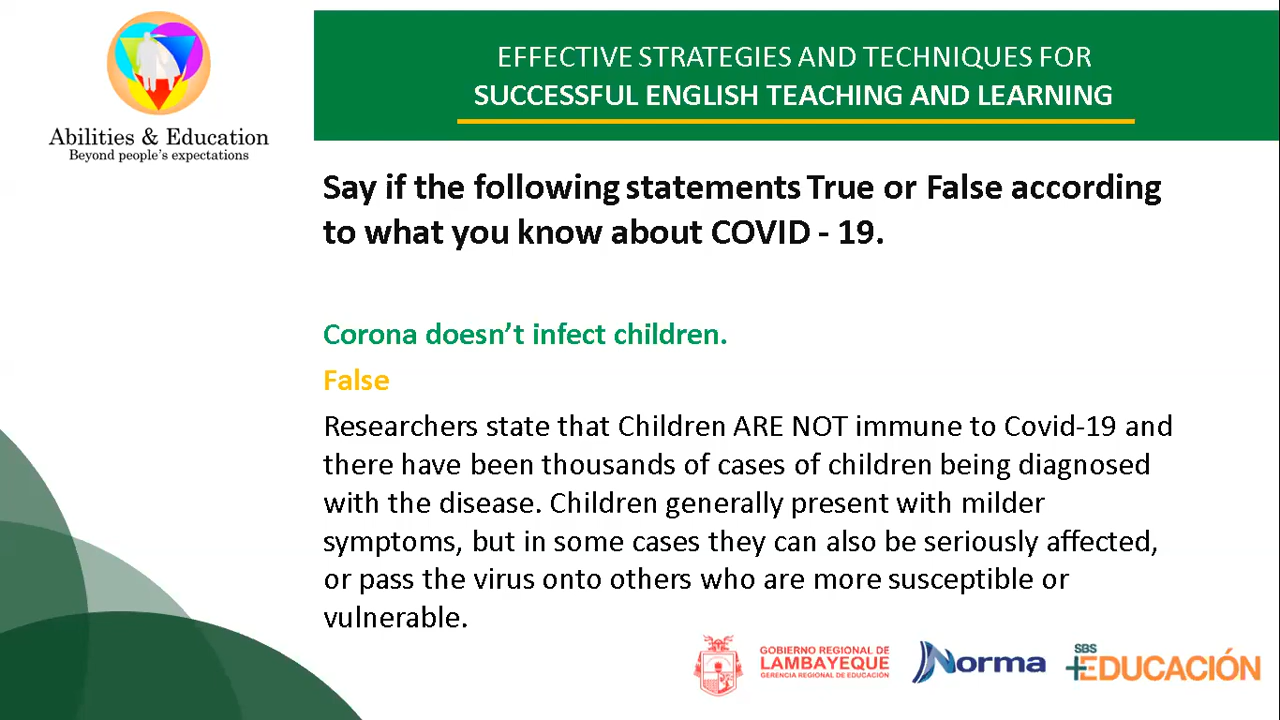 EFFECTIVE STRATEGIES AND TECHNIQUES FOR
SUCCESSFUL ENGLISH TEACHING AND LEARNING
Abilities & Education
Beyond people's expectations
Say if the following statements True or False according
to what you know about COVID - 19.
Corona doesn't infect children.
False
Researchers state that Children ARE NOT immune to Covid-19 and
there have been thousands of cases of children being diagnosed
with the disease. Children generally present with milder
symptoms, but in some cases they can also be seriously affected,
or pass the virus onto others who are more susceptible or
vulnerable.
GOBIERNO REGIONAL DE
LAMBAYEQUE
GERENCIA REGIONAL DE EDUCACIÓN
Norma
SBS
+EDUCACIÓN